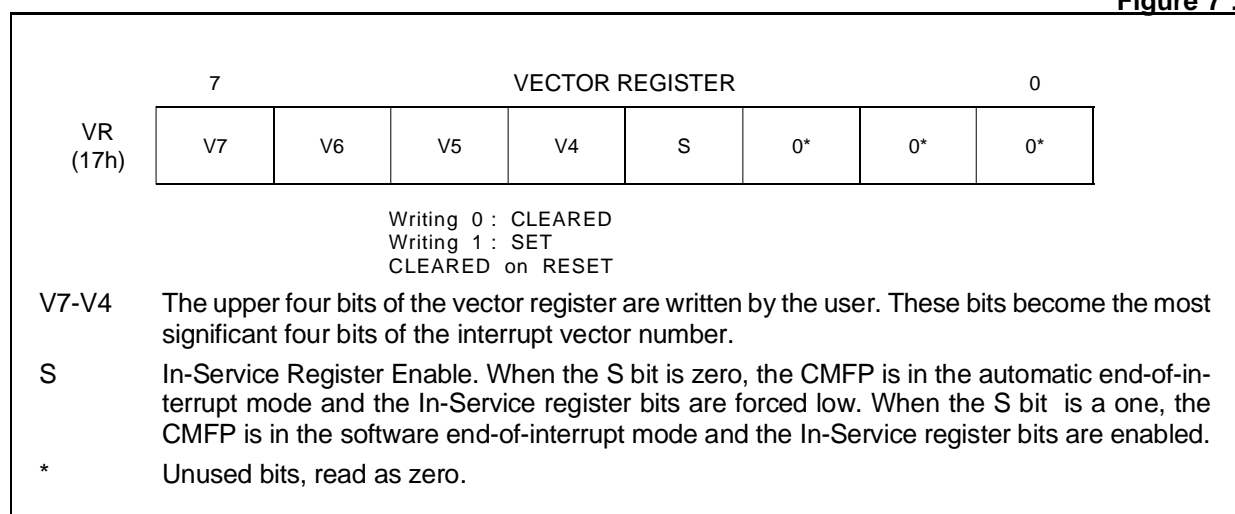 Figure 7 .
7 VECTOR REGISTER 0
VR
(17h)
V7 V6 V5 V4 S 0* 0* 0*
Writing 0 : CLEARED
Writing 1 : SET
CLEARED on RESET
V7-V4 The upper four bits of the vector register are written by the user. These bits become the most
significant four bits of the interrupt vector number.
S In-Service Register Enable. When the S bit is zero, the CMFP is in the automatic end-of-in-
terrupt mode and the In-Service register bits are forced low. When the S bit is a one, the
CMFP is in the software end-of-interrupt mode and the In-Service register bits are enabled.
* Unused bits, read as zero.